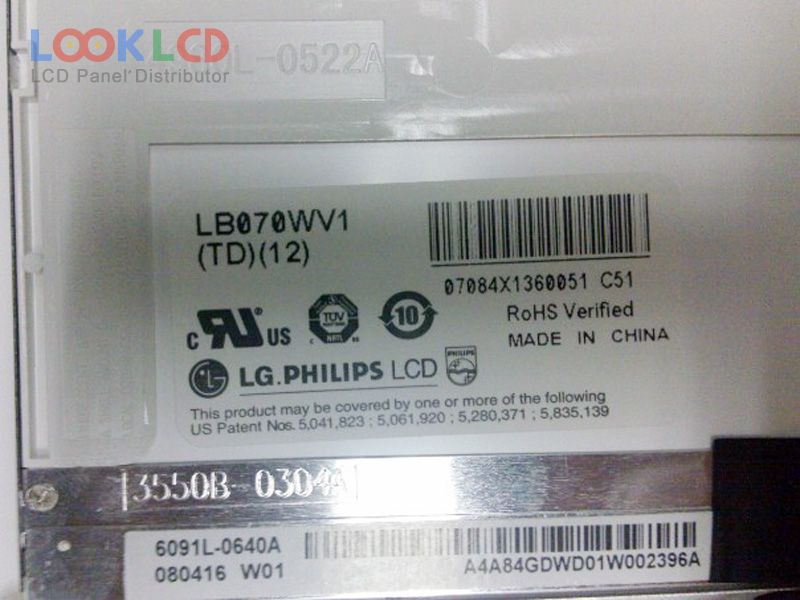 LOOKLCD
LCD Panel Distributor
L-0522A
LB070WV1
(TD)(12)
07084X1360051 C51
RoHS Verified
MADE IN CHINA
c US
TÜV
NRTL
10
LG.PHILIPS LCD
PHILIPS
This product may be covered by one or more of the following
US Patent Nos. 5,041,823 ; 5,061,920 ; 5,280,371 ; 5,835,139
3550B-0304A
6091L-0640A
080416 W01
A4A84GDWD01W002396A